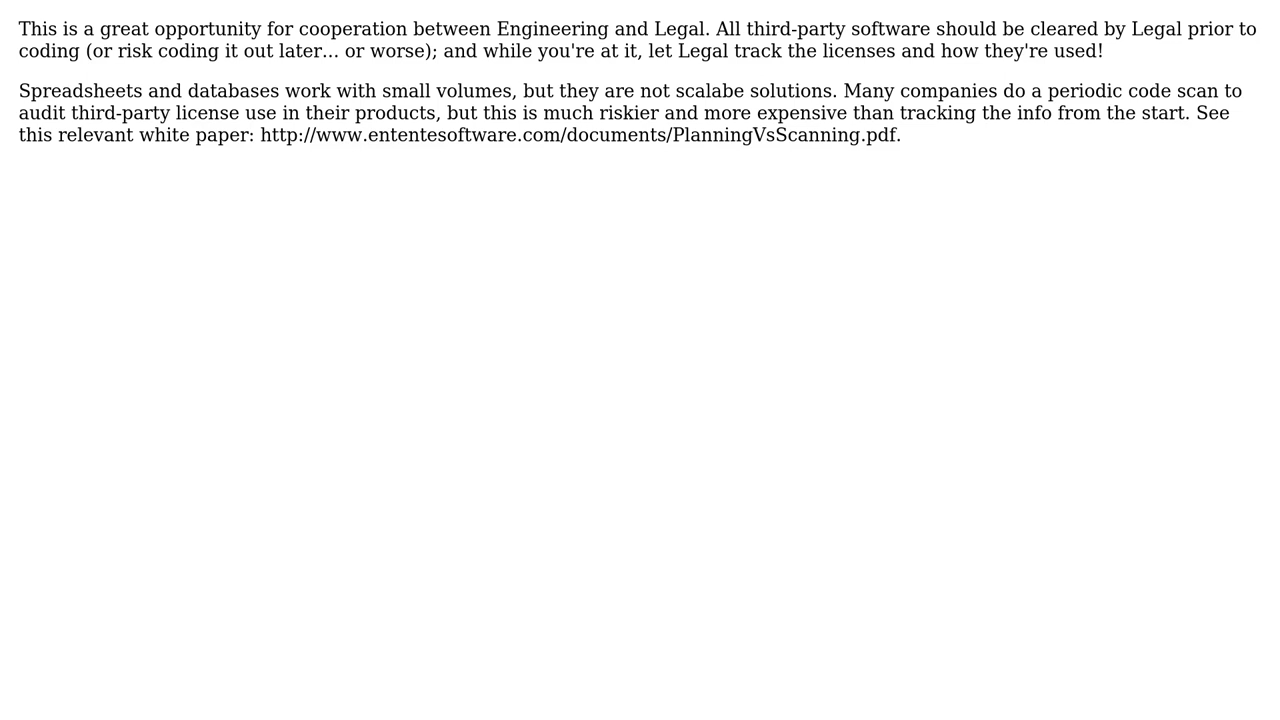 This is a great opportunity for cooperation between Engineering and Legal. All third-party software should be cleared by Legal prior to
coding (or risk coding it out later... or worse); and while you're at it, let Legal track the licenses and how they're used!
Spreadsheets and databases work with small volumes, but they are not scalabe solutions. Many companies do a periodic code scan to
audit third-party license use in their products, but this is much riskier and more expensive than tracking the info from the start. See
this relevant white paper: http://www.ententesoftware.com/documents/PlanningVsScanning.pdf.